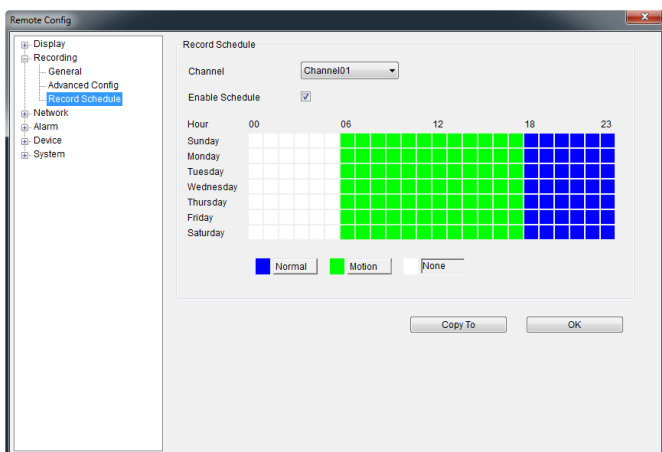 Remote Config
Display
Recording
General
Advanced Config
Record Schedule
Network
Alarm
Device
System
Record Schedule
Channel Channel01
Enable Schedule
Hour 00 06 12 18 23
Sunday
Monday
Tuesday
Wednesday
Thursday
Friday
Saturday
Normal Motion None
Copy To OK